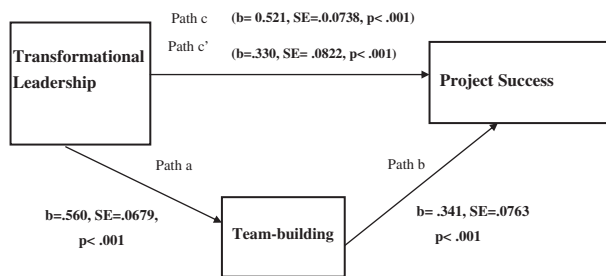 Path c (b= 0.521, SE=.0.0738, p< .001)
Path c' (b=.330, SE= .0822, p< .001)
Transformational
Leadership
Project Success
Path a
Path b
b=.560, SE=.0679,
p< .001
Team-building
b= .341, SE=.0763
p< .001